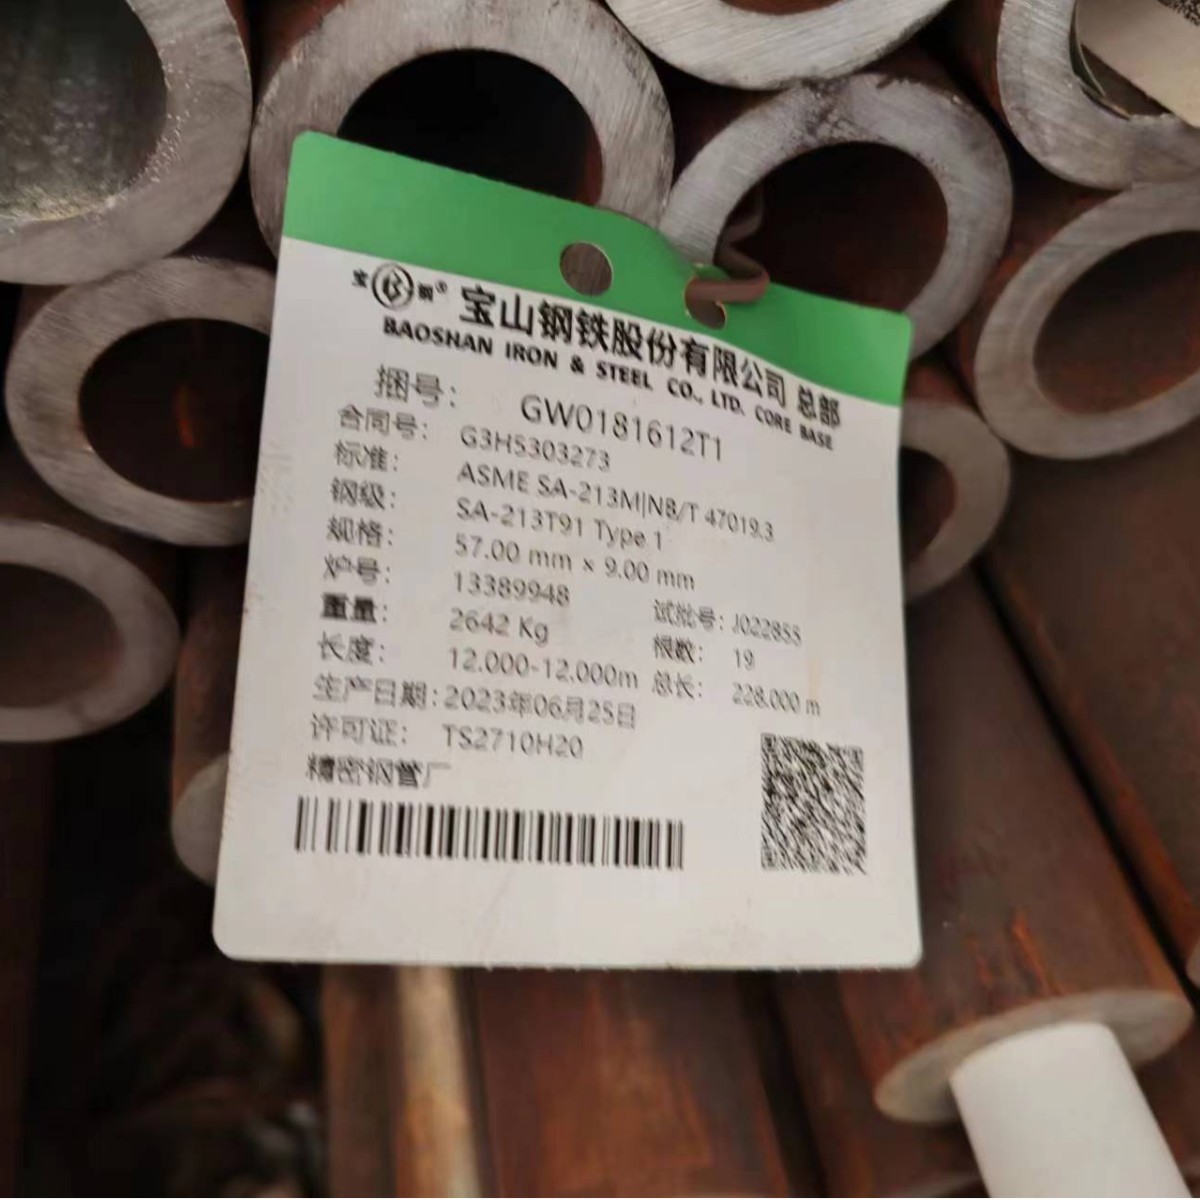 宝钢® 宝山钢铁股份有限公司 总部
BAOSHAN IRON & STEEL CO., LTD. CORE BASE
捆号: GW0181612T1
合同号: G3H5303273
标准: ASME SA-213M|NB/T 47019.3
钢级: SA-213T91 Type 1
规格: 57.00 mm × 9.00 mm
炉号: 13389948 试批号: J022855
重量: 2642 Kg 根数: 19
长度: 12.000-12.000m 总长: 228.000 m
生产日期: 2023年06月25日
许可证: TS2710H20
精密钢管厂